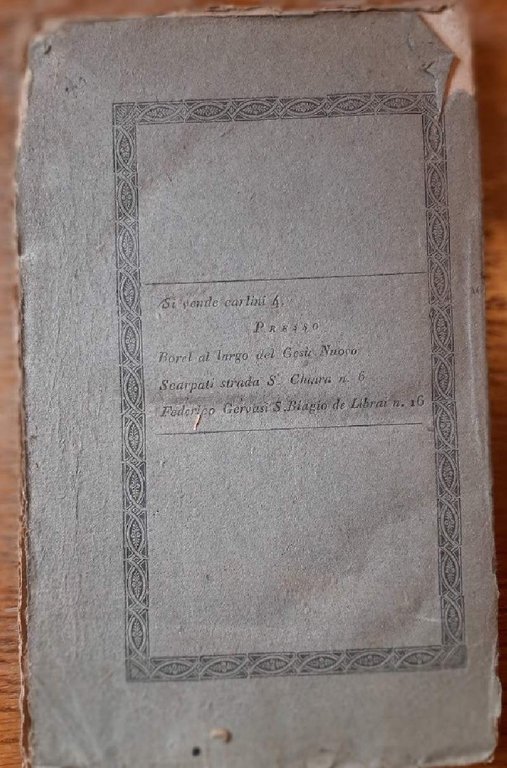 Si vende carlini 4.
PRESSO
Borel al largo del Gesù Nuovo
Scarpati strada S. Chiara n. 6
Federico Gervasi S. Biagio de Librai n. 16